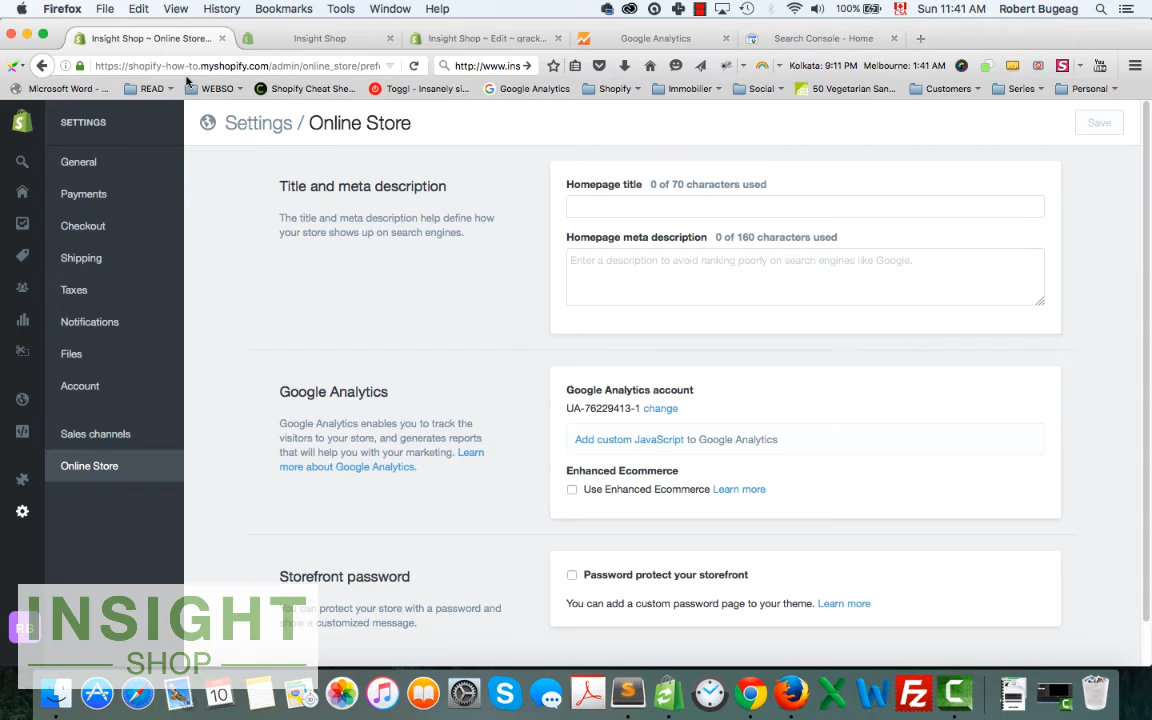 Firefox File Edit View History Bookmarks Tools Window Help 100% Sun 11:41 AM Robert Bugeag
Insight Shop ~ Online Store... Insight Shop Insight Shop ~ Edit ~ qrack... Google Analytics Search Console - Home
https://shopify-how-to.myshopify.com/admin/online_store/pref http://www.ins Kolkata: 9:11 PM Melbourne: 1:41 AM
Microsoft Word - ... READ WEBSO Shopify Cheat She... Toggl - Insanely si... Google Analytics Shopify Immobilier Social 50 Vegetarian San... Customers Series Personal
SETTINGS
Settings / Online Store
Save
General
Payments
Checkout
Shipping
Taxes
Notifications
Files
Account
Sales channels
Online Store
Title and meta description
The title and meta description help define how
your store shows up on search engines.
Homepage title 0 of 70 characters used
Homepage meta description 0 of 160 characters used
Enter a description to avoid ranking poorly on search engines like Google.
Google Analytics
Google Analytics enables you to track the
visitors to your store, and generates reports
that will help you with your marketing. Learn
more about Google Analytics.
Google Analytics account
UA-76229413-1 change
Add custom JavaScript to Google Analytics
Enhanced Ecommerce
Use Enhanced Ecommerce Learn more
Storefront password
You can protect your store with a password and
show a customized message.
Password protect your storefront
You can add a custom password page to your theme. Learn more
RB
INSIGHT
SHOP
10